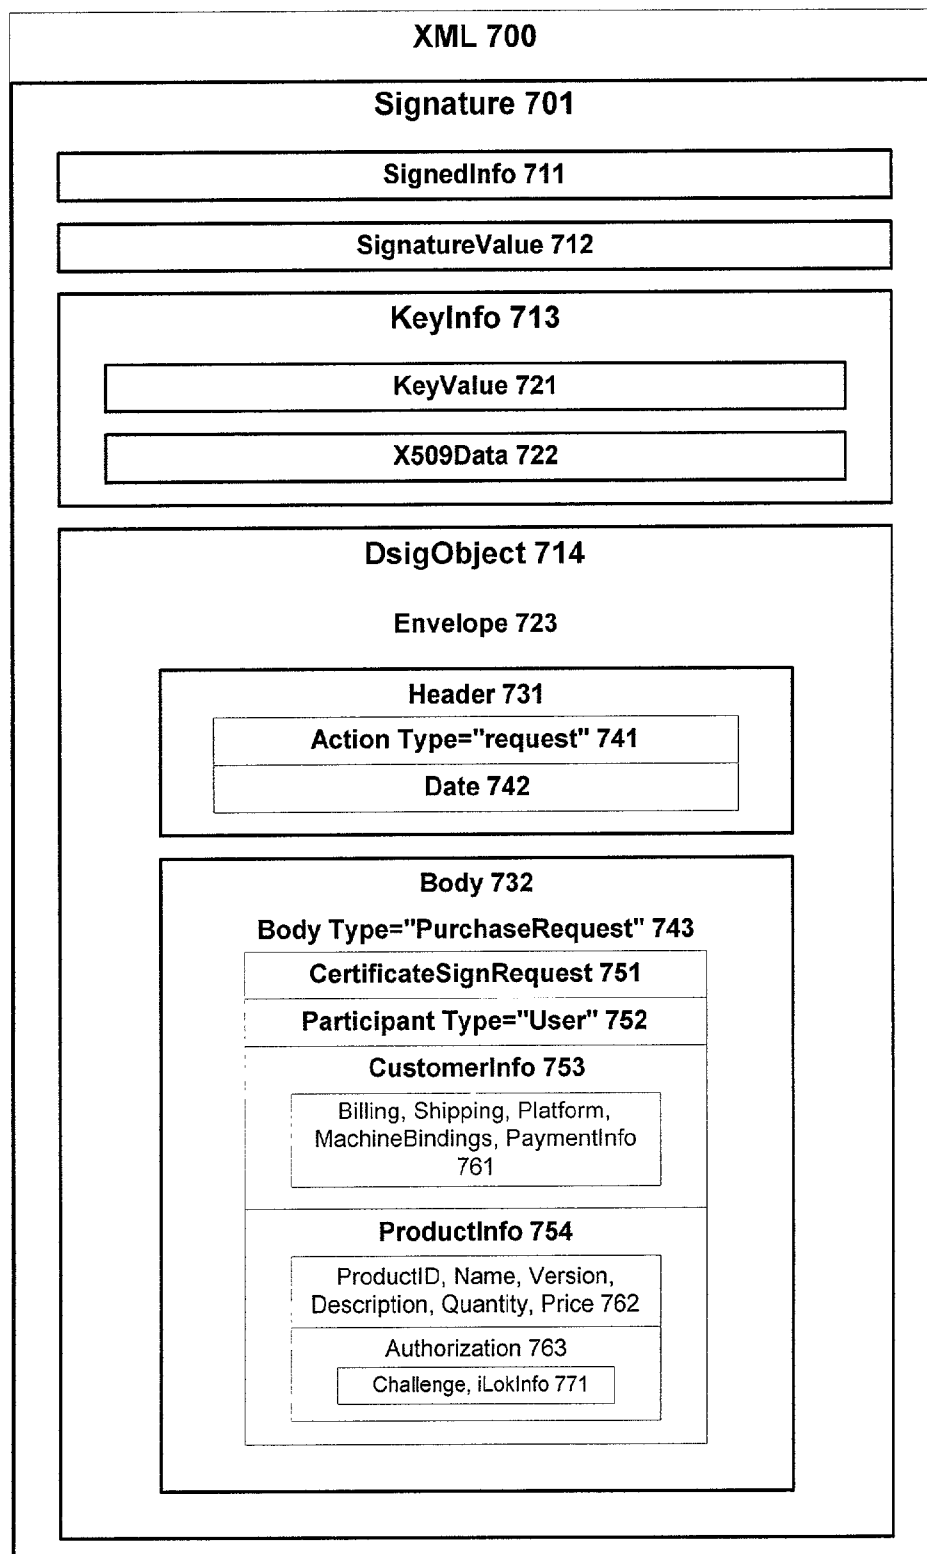 XML 700
Signature 701
SignedInfo 711
SignatureValue 712
KeyInfo 713
KeyValue 721
X509Data 722
DsigObject 714
Envelope 723
Header 731
Action Type="request" 741
Date 742
Body 732
Body Type="PurchaseRequest" 743
CertificateSignRequest 751
Participant Type="User" 752
CustomerInfo 753
Billing, Shipping, Platform,
MachineBindings, PaymentInfo
761
ProductInfo 754
ProductID, Name, Version,
Description, Quantity, Price 762
Authorization 763
Challenge, iLokInfo 771